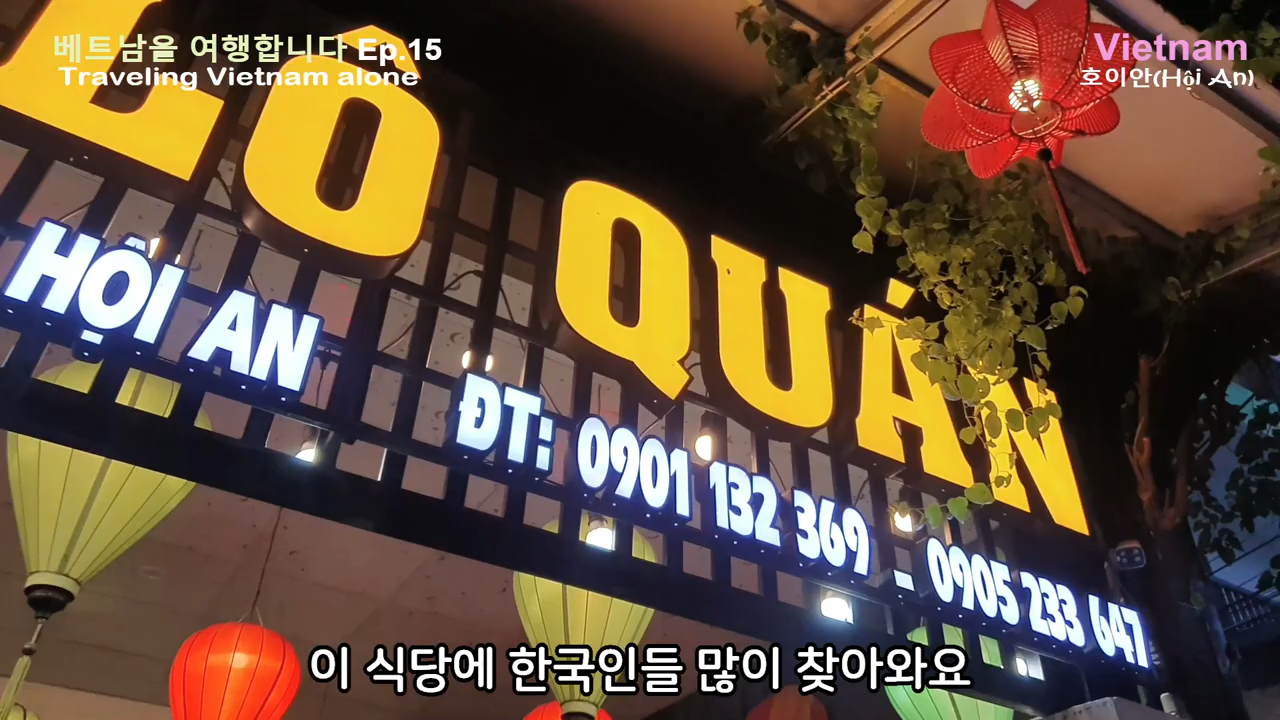 베트남을 여행합니다 Ep.15
Traveling Vietnam alone
Vietnam
호이안(Hội An)
LÒ QUÁN
HỘI AN
ĐT: 0901 132 369 - 0905 233 647
이 식당에 한국인들 많이 찾아와요